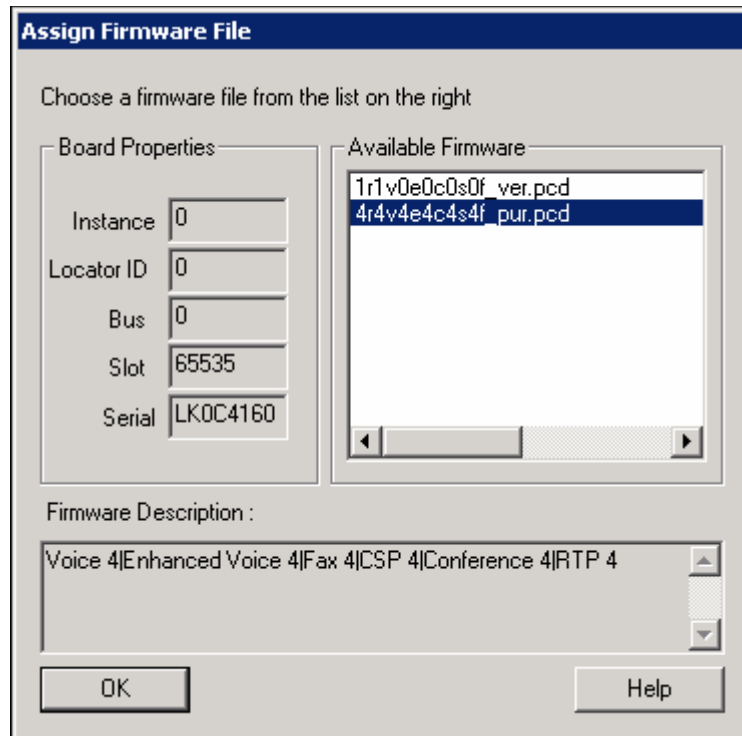 Assign Firmware File
Choose a firmware file from the list on the right
Board Properties
Instance 0
Locator ID 0
Bus 0
Slot 65535
Serial LK0C4160
Available Firmware
1r1v0e0c0s0f_ver.pcd
4r4v4e4c4s4f_pur.pcd
Firmware Description :
Voice 4|Enhanced Voice 4|Fax 4|CSP 4|Conference 4|RTP 4
OK
Help